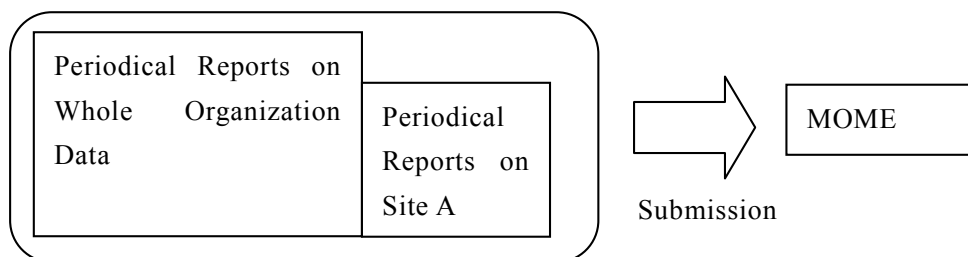 Periodical Reports on
Whole Organization
Data
Periodical
Reports on
Site A
Submission
MOME